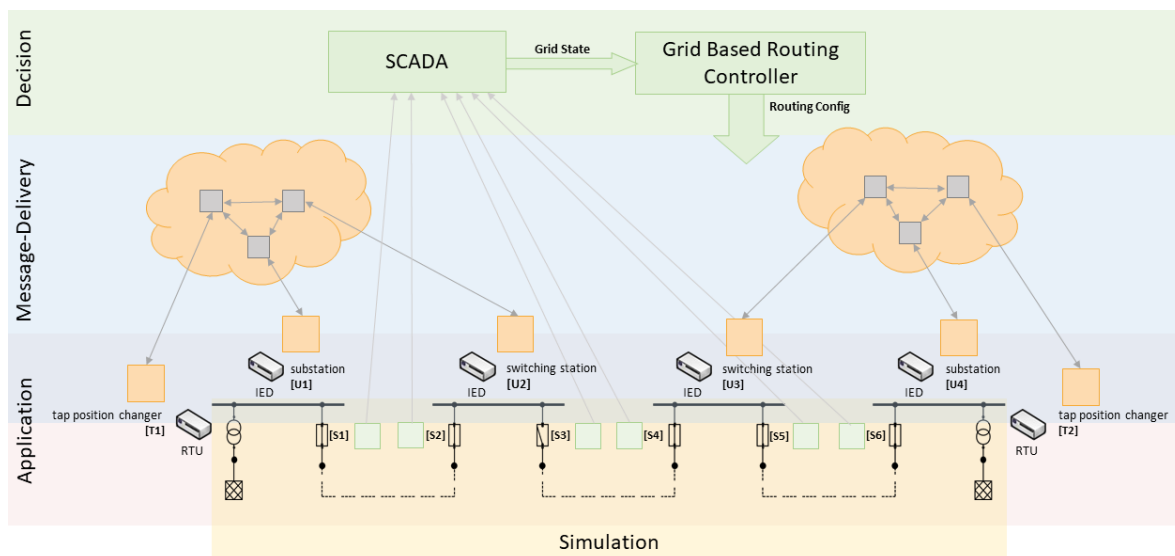 Decision
SCADA
Grid State
Grid Based Routing
Controller
Routing Config
Message-Delivery
substation
[U1]
IED
switching station
[U2]
IED
switching station
[U3]
IED
substation
[U4]
IED
tap position changer
[T1]
RTU
tap position changer
[T2]
RTU
Application
[S1]
[S2]
[S3]
[S4]
[S5]
[S6]
Simulation